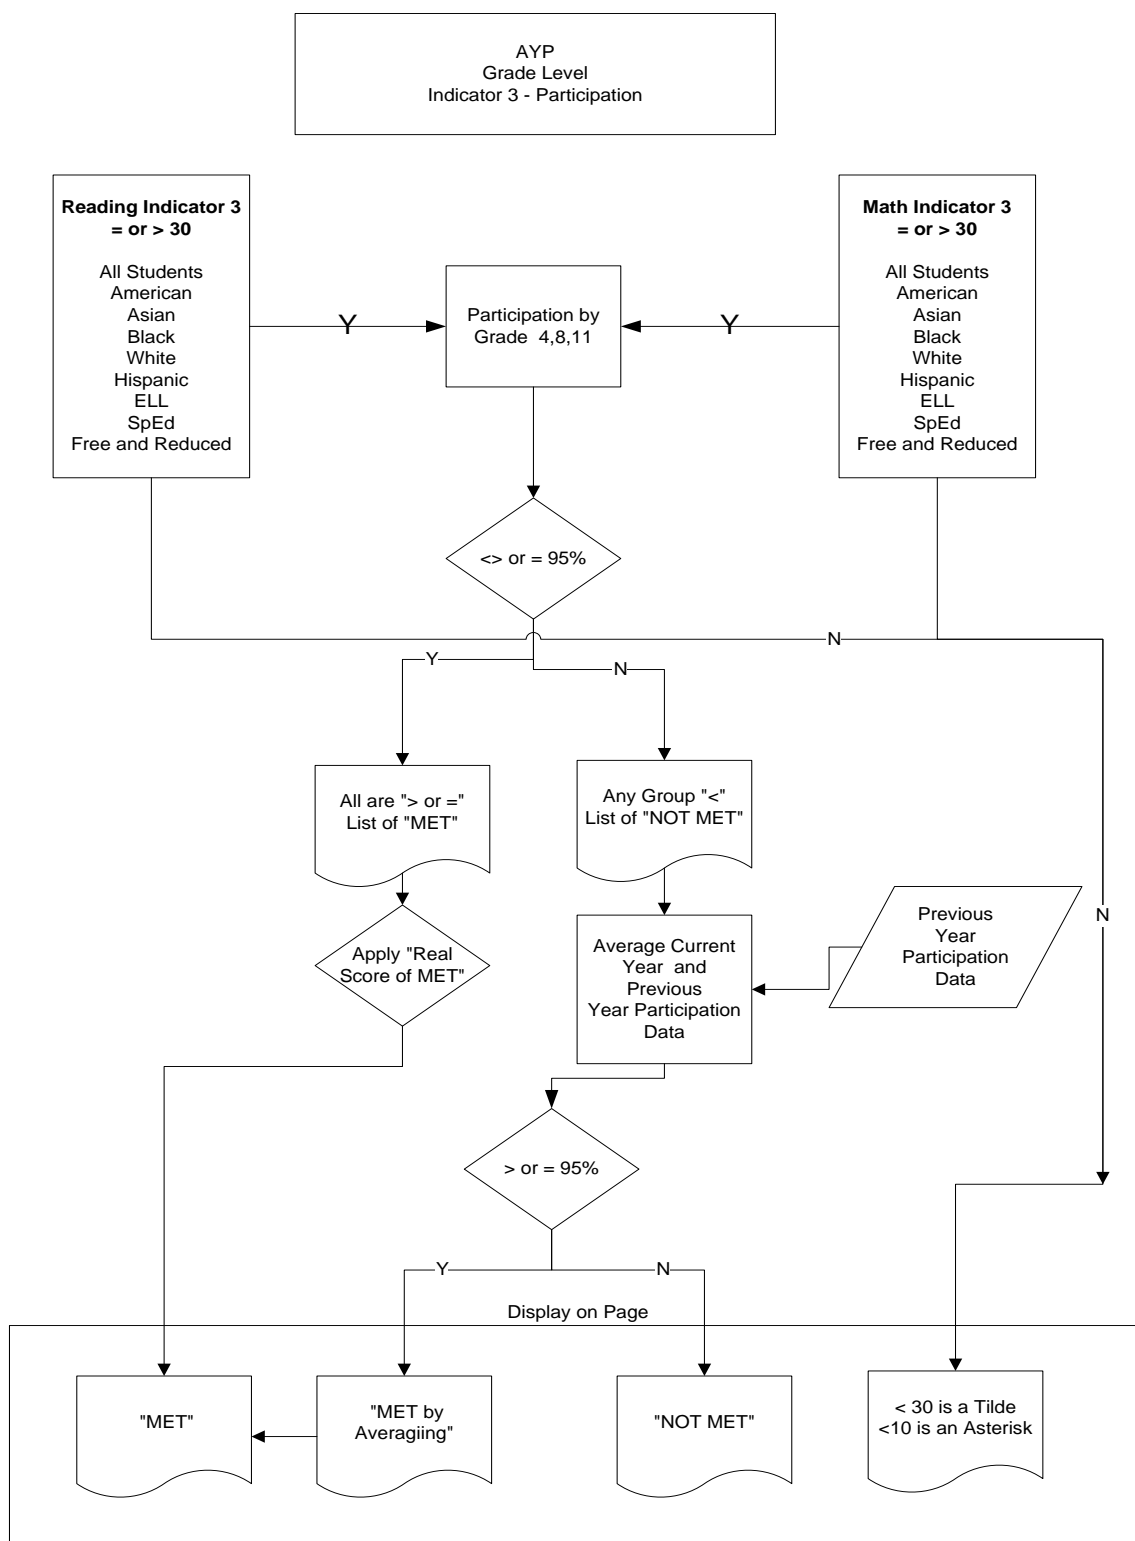 AYP
Grade Level
Indicator 3 - Participation
Reading Indicator 3
= or > 30
All Students
American
Asian
Black
White
Hispanic
ELL
SpEd
Free and Reduced
Math Indicator 3
= or > 30
All Students
American
Asian
Black
White
Hispanic
ELL
SpEd
Free and Reduced
Y
Participation by
Grade 4,8,11
Y
<> or = 95%
N
Y
N
All are "> or ="
List of "MET"
Any Group "<"
List of "NOT MET"
Apply "Real
Score of MET"
Average Current
Year and
Previous
Year Participation
Data
Previous
Year
Participation
Data
N
> or = 95%
Y
N
Display on Page
"MET"
"MET by
Averagiing"
"NOT MET"
< 30 is a Tilde
<10 is an Asterisk